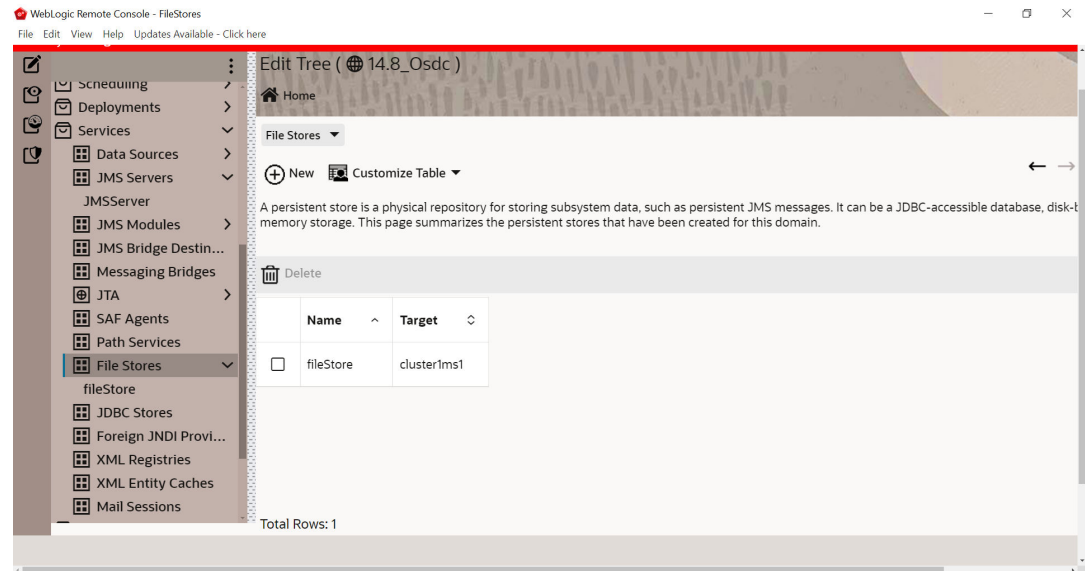 WebLogic Remote Console - FileStores
File Edit View Help Updates Available - Click here
Edit Tree ( 14.8_Osdc )
Home
Scheduling
Deployments
Services
Data Sources
JMS Servers
JMSServer
JMS Modules
JMS Bridge Destin...
Messaging Bridges
JTA
SAF Agents
Path Services
File Stores
fileStore
JDBC Stores
Foreign JNDI Provi...
XML Registries
XML Entity Caches
Mail Sessions
File Stores
New Customize Table
A persistent store is a physical repository for storing subsystem data, such as persistent JMS messages. It can be a JDBC-accessible database, disk-
memory storage. This page summarizes the persistent stores that have been created for this domain.
Delete
Name Target
fileStore cluster1ms1
Total Rows: 1